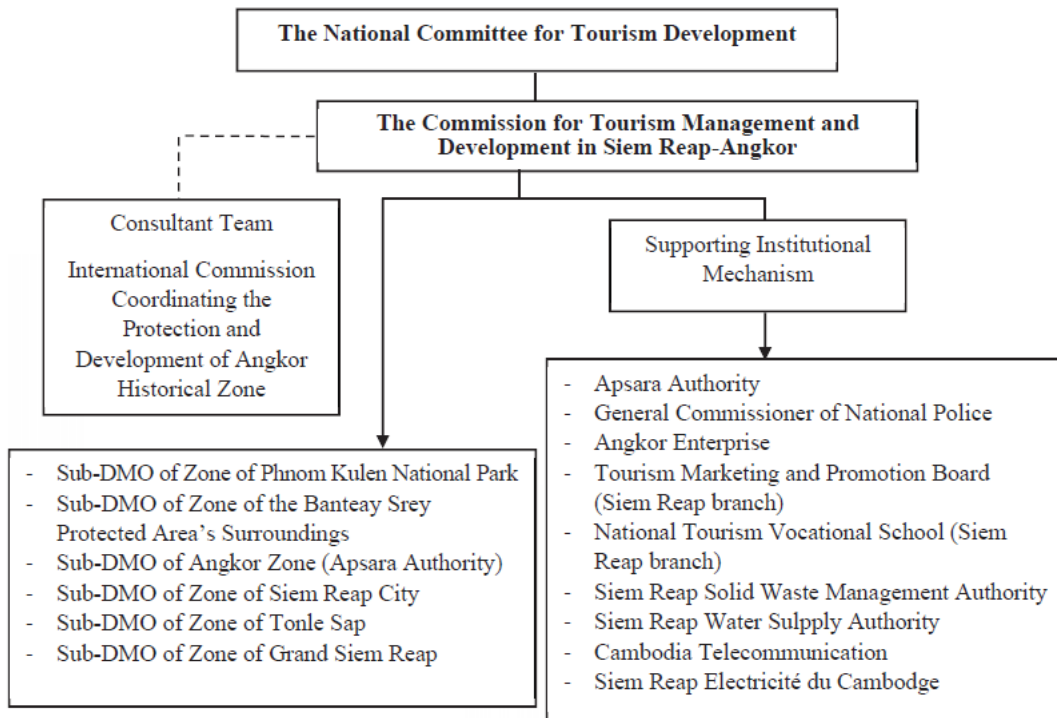 The National Committee for Tourism Development
The Commission for Tourism Management and
Development in Siem Reap-Angkor
Consultant Team
International Commission
Coordinating the
Protection and
Development of Angkor
Historical Zone
Supporting Institutional
Mechanism
- Sub-DMO of Zone of Phnom Kulen National Park
- Sub-DMO of Zone of the Banteay Srey
Protected Area’s Surroundings
- Sub-DMO of Angkor Zone (Apsara Authority)
- Sub-DMO of Zone of Siem Reap City
- Sub-DMO of Zone of Tonle Sap
- Sub-DMO of Zone of Grand Siem Reap
- Apsara Authority
- General Commissioner of National Police
- Angkor Enterprise
- Tourism Marketing and Promotion Board
(Siem Reap branch)
- National Tourism Vocational School (Siem
Reap branch)
- Siem Reap Solid Waste Management Authority
- Siem Reap Water Sulpply Authority
- Cambodia Telecommunication
- Siem Reap Electricité du Cambodge